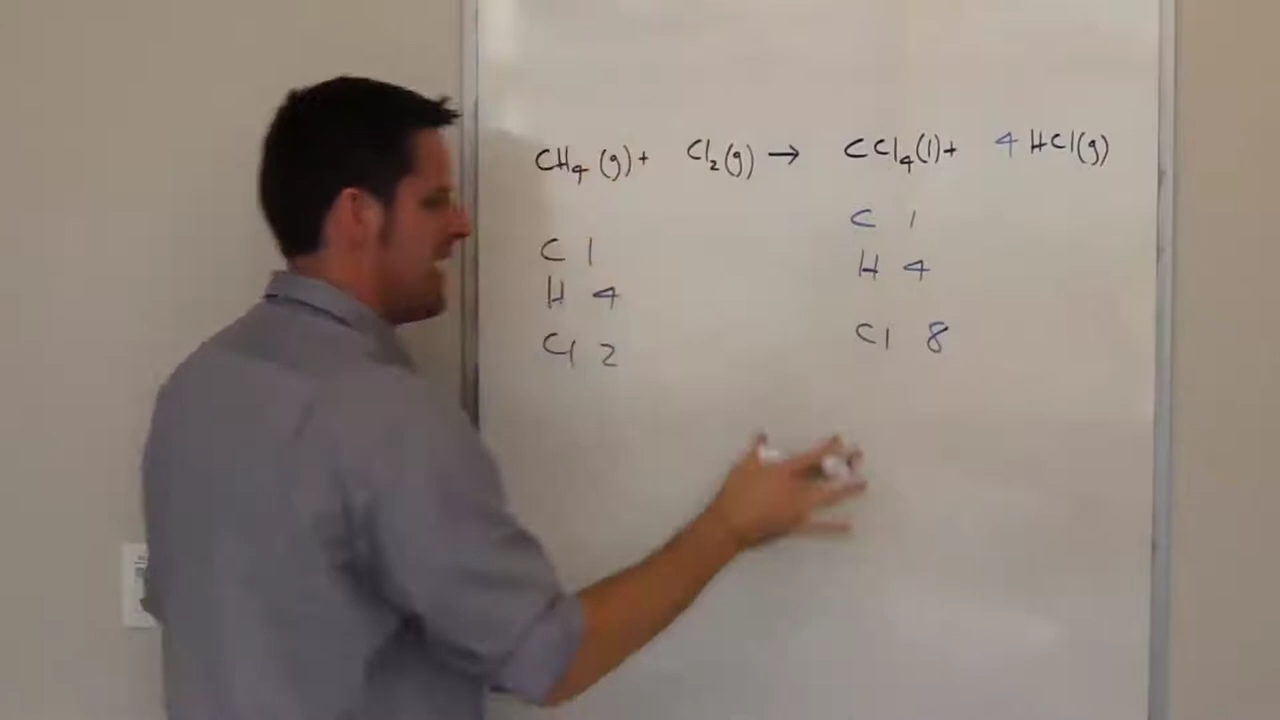 CH₄ (g) + Cl₂(g) → CCl₄(l) + 4 HCl(g)
C 1
H 4
Cl 2
C 1
H 4
Cl 8